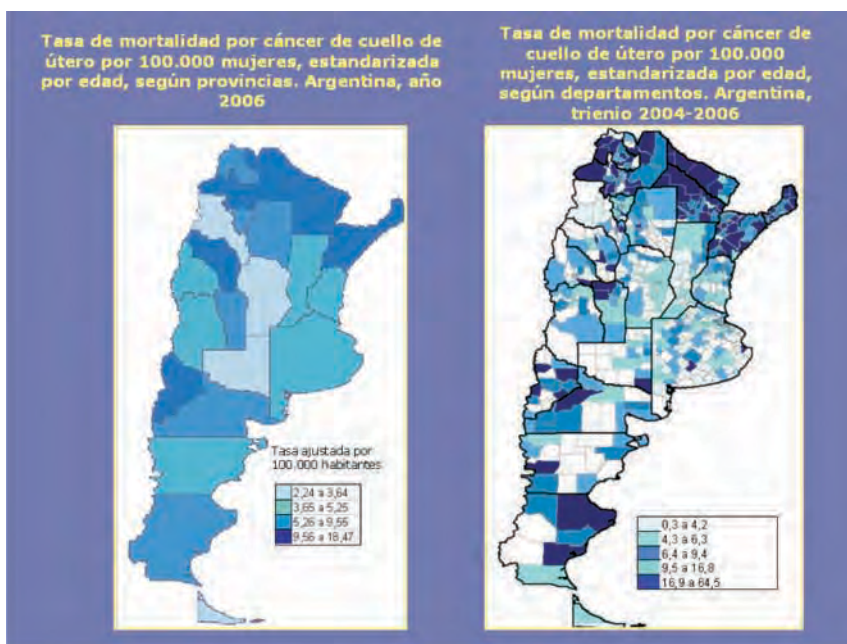 Tasa de mortalidad por cáncer de cuello de
útero por 100.000 mujeres, estandarizada
por edad, según provincias. Argentina, año
2006
Tasa ajustada por
100.000 habitantes
2,24 a 3,64
3,65 a 5,25
5,26 a 9,55
9,56 a 18,47
Tasa de mortalidad por cáncer de
cuello de útero por 100.000
mujeres, estandarizada por edad,
según departamentos. Argentina,
trienio 2004-2006
0,3 a 4,2
4,3 a 6,3
6,4 a 9,4
9,5 a 16,8
16,9 a 64,5